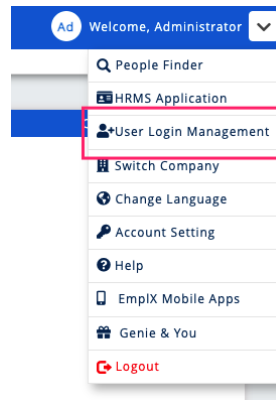 Ad Welcome, Administrator
People Finder
HRMS Application
User Login Management
Switch Company
Change Language
Account Setting
Help
EmplX Mobile Apps
Genie & You
Logout